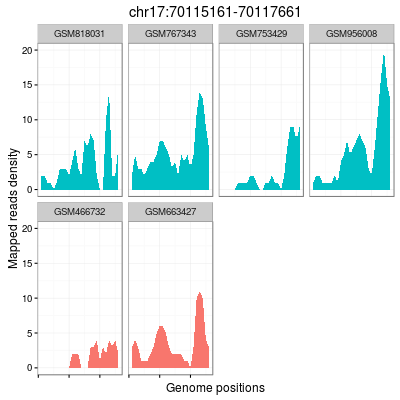 chr17:70115161-70117661
GSM818031 GSM767343 GSM753429 GSM956008
20
15
10
5
0
GSM466732 GSM663427
20
15
10
5
0
Mapped reads density
Genome positions